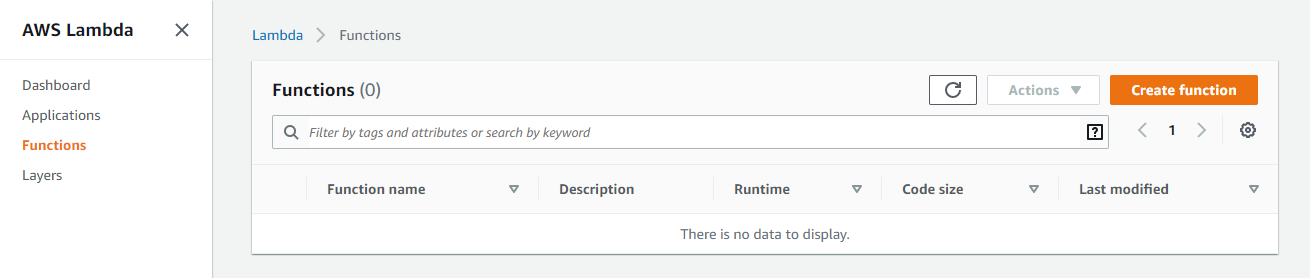 AWS Lambda
Dashboard
Applications
Functions
Layers
Lambda > Functions
Functions (0)
Actions
Create function
Filter by tags and attributes or search by keyword
?
1
Function name
Description
Runtime
Code size
Last modified
There is no data to display.